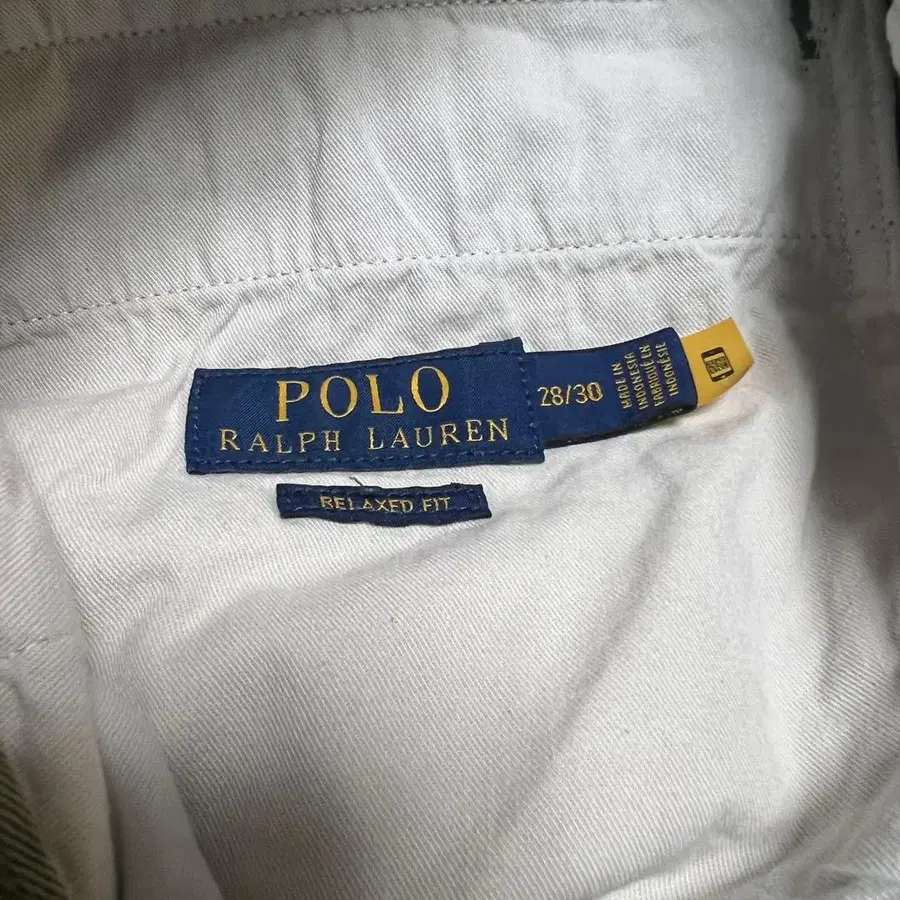 POLO
RALPH LAUREN
28/30
MADE IN
INDONESIA
FABRIQUÉ EN
INDONÉSIE
RELAXED FIT